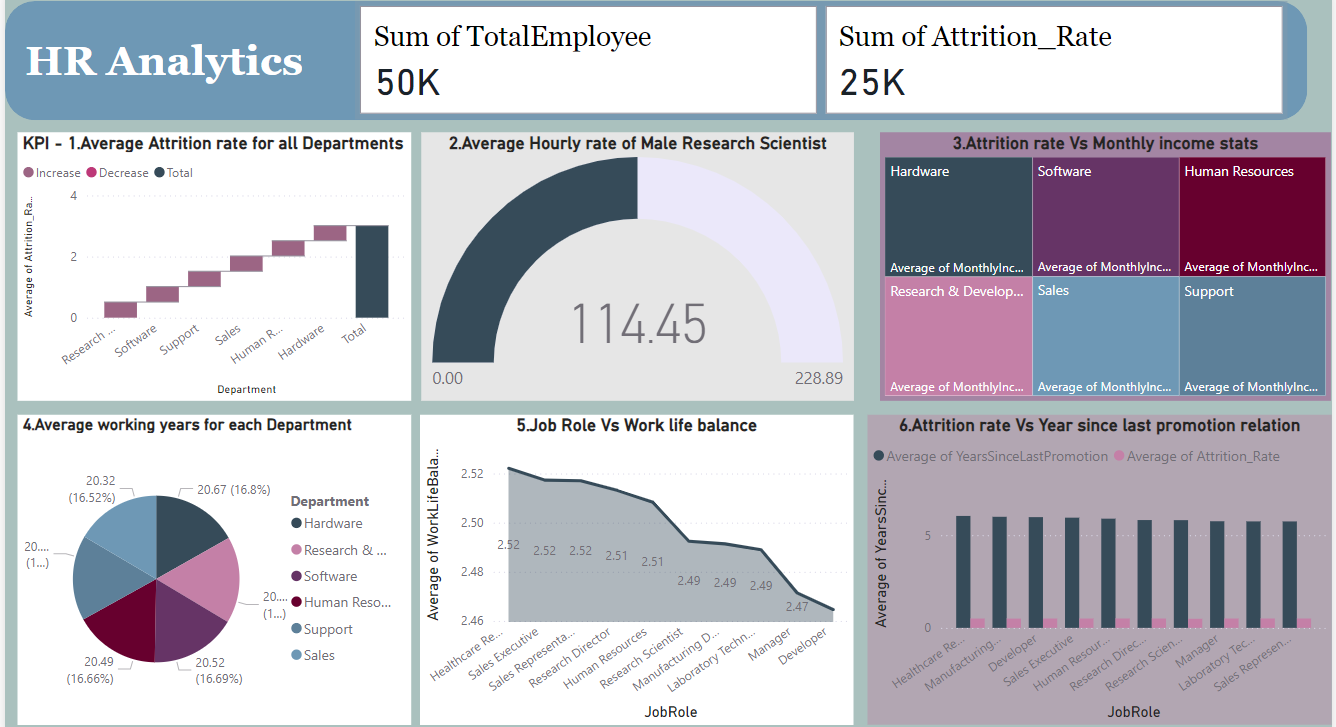 HR Analytics
Sum of TotalEmployee
50K
Sum of Attrition_Rate
25K
KPI - 1.Average Attrition rate for all Departments
Increase Decrease Total
Average of Attrition_Ra...
4
2
0
Research ...
Software
Support
Sales
Human R...
Hardware
Total
Department
2.Average Hourly rate of Male Research Scientist
114.45
0.00
228.89
3.Attrition rate Vs Monthly income stats
Hardware
Average of MonthlyInc...
Software
Average of MonthlyInc...
Human Resources
Average of MonthlyInc...
Research & Develop...
Average of MonthlyInc...
Sales
Average of MonthlyInc...
Support
Average of MonthlyInc...
4.Average working years for each Department
20.67 (16.8%)
20....
(1...)
20.52
(16.69%)
20.49
(16.66%)
20....
(1...)
20.32
(16.52%)
Department
Hardware
Research & ...
Software
Human Reso...
Support
Sales
5.Job Role Vs Work life balance
Average of WorkLifeBala...
2.52
2.50
2.48
2.46
2.52
2.52
2.52
2.51
2.51
2.49
2.49
2.49
2.47
Healthcare Re...
Sales Executive
Sales Representa...
Research Director
Human Resources
Research Scientist
Manufacturing D...
Laboratory Techn...
Manager
Developer
JobRole
6.Attrition rate Vs Year since last promotion relation
Average of YearsSinceLastPromotion Average of Attrition_Rate
Average of YearsSinc...
5
0
Healthcare Re...
Manufacturing...
Developer
Sales Executive
Human Resour...
Research Direc...
Research Scien...
Manager
Laboratory Tec...
Sales Represen...
JobRole